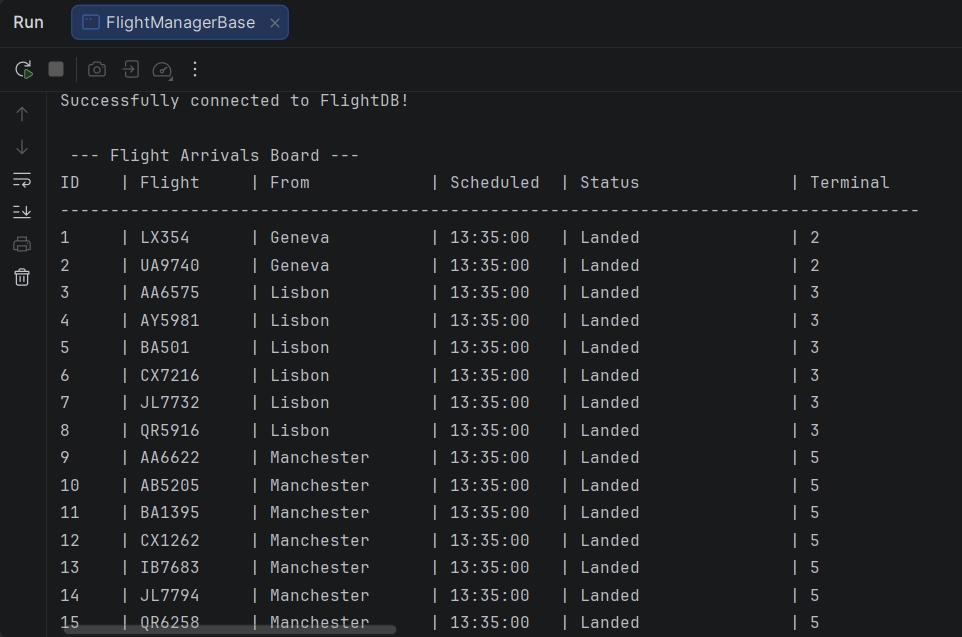 Run FlightManagerBase
Successfully connected to FlightDB!
--- Flight Arrivals Board ---
ID | Flight | From | Scheduled | Status | Terminal
--------------------------------------------------------------------------------------
1 | LX354 | Geneva | 13:35:00 | Landed | 2
2 | UA9740 | Geneva | 13:35:00 | Landed | 2
3 | AA6575 | Lisbon | 13:35:00 | Landed | 3
4 | AY5981 | Lisbon | 13:35:00 | Landed | 3
5 | BA501 | Lisbon | 13:35:00 | Landed | 3
6 | CX7216 | Lisbon | 13:35:00 | Landed | 3
7 | JL7732 | Lisbon | 13:35:00 | Landed | 3
8 | QR5916 | Lisbon | 13:35:00 | Landed | 3
9 | AA6622 | Manchester | 13:35:00 | Landed | 5
10 | AB5205 | Manchester | 13:35:00 | Landed | 5
11 | BA1395 | Manchester | 13:35:00 | Landed | 5
12 | CX1262 | Manchester | 13:35:00 | Landed | 5
13 | IB7683 | Manchester | 13:35:00 | Landed | 5
14 | JL7794 | Manchester | 13:35:00 | Landed | 5
15 | QR6258 | Manchester | 13:35:00 | Landed | 5